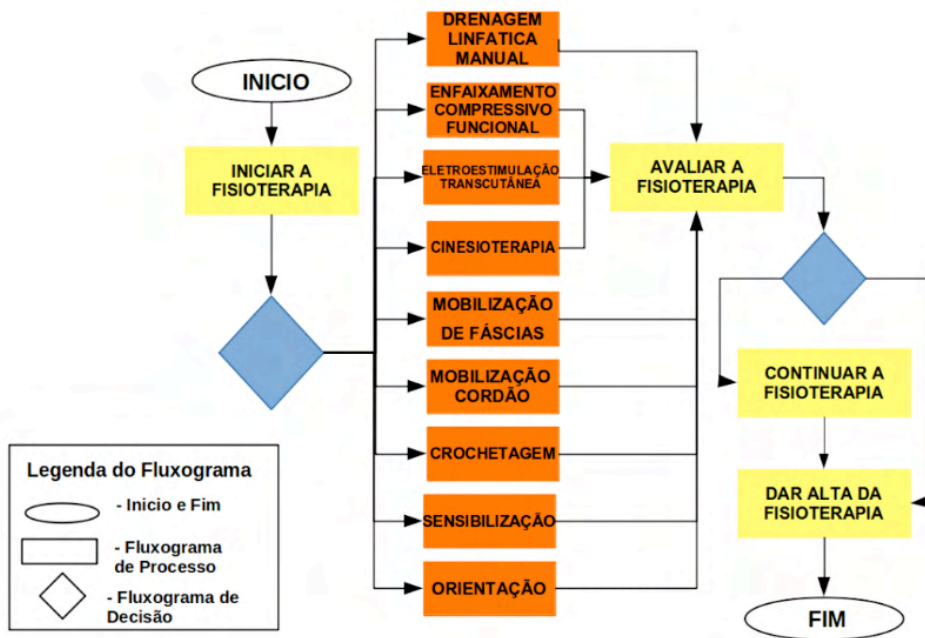 INICIO
INICIAR A
FISIOTERAPIA
DRENAGEM
LINFATICA
MANUAL
ENFAIXAMENTO
COMPRESSIVO
FUNCIONAL
ELETROESTIMULAÇÃO
TRANSCUTÂNEA
CINESIOTERAPIA
MOBILIZAÇÃO
DE FÁSCIAS
MOBILIZAÇÃO
CORDÃO
CROCHETAGEM
SENSIBILIZAÇÃO
ORIENTAÇÃO
AVALIAR A
FISIOTERAPIA
CONTINUAR A
FISIOTERAPIA
DAR ALTA DA
FISIOTERAPIA
FIM
Legenda do Fluxograma
- Inicio e Fim
- Fluxograma
de Processo
- Fluxograma de
Decisão